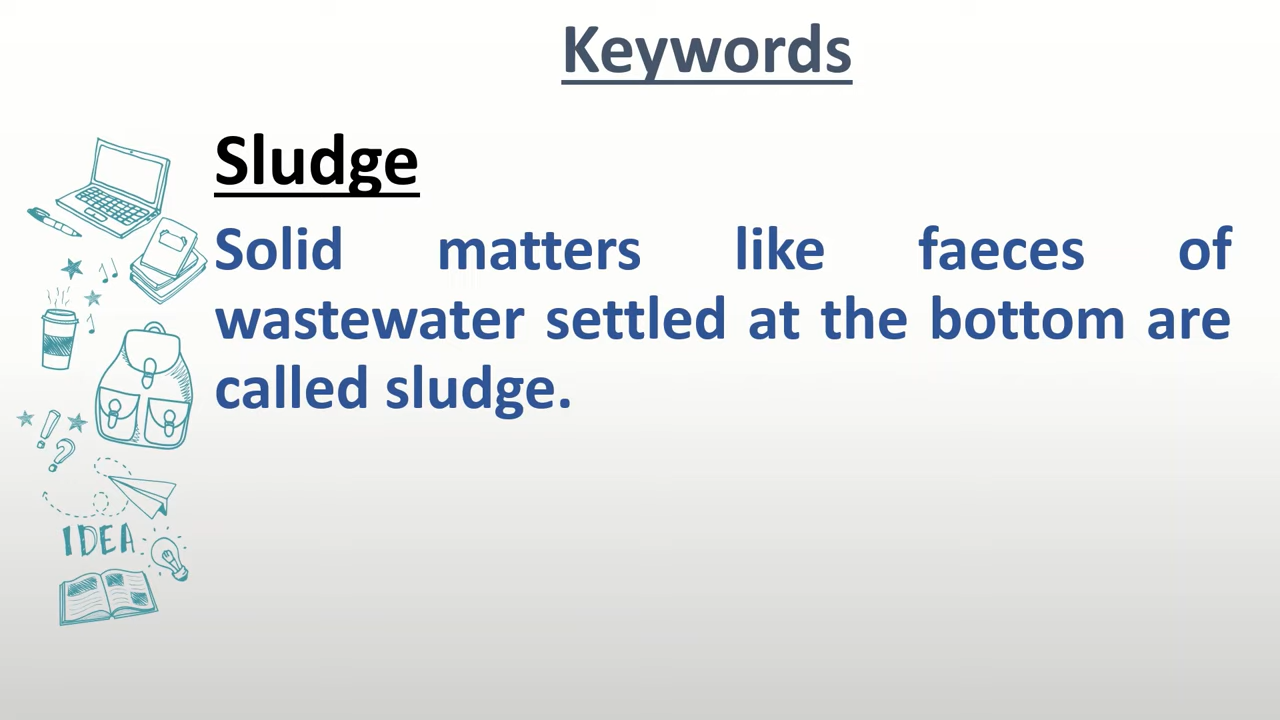 Keywords
Sludge
Solid matters like faeces of
wastewater settled at the bottom are
called sludge.
IDEA